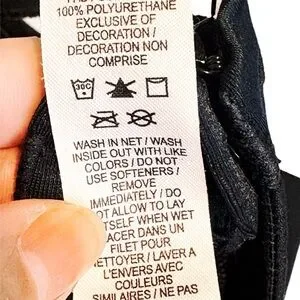 100% POLYURETHANE
EXCLUSIVE OF
DECORATION /
DECORATION NON
COMPRISE
30C
WASH IN NET / WASH
INSIDE OUT WITH LIKE
COLORS / DO NOT
USE SOFTENERS /
REMOVE
IMMEDIATELY / DO
NOT ALLOW TO LAY
ITSELF WHEN WET
LACER DANS UN
FILET POUR
NETTOYER / LAVER À
L'ENVERS AVEC
COULEURS
SIMILAIRES / NE PAS